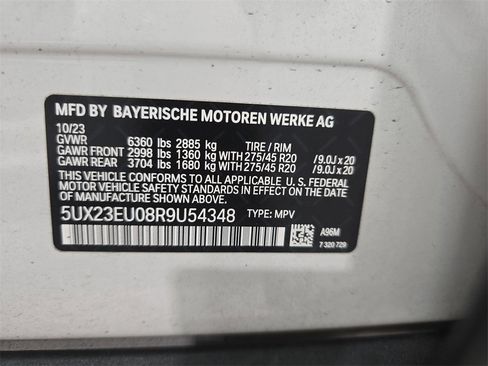 MFD BY BAYERISCHE MOTOREN WERKE AG
10/23
GVWR 6360 lbs 2885 kg TIRE / RIM
GAWR FRONT 2998 lbs 1360 kg WITH 275/45 R20 /9.0J x 20
GAWR REAR 3704 lbs 1680 kg WITH 275/45 R20 /9.0J x 20
THIS VEHICLE CONFORMS TO ALL APPLICABLE U.S. FEDERAL
MOTOR VEHICLE SAFETY STANDARDS IN EFFECT ON THE DATE
OF MANUFACTURE SHOWN ABOVE.
5UX23EU08R9U54348 TYPE: MPV
A96M
7 320 729